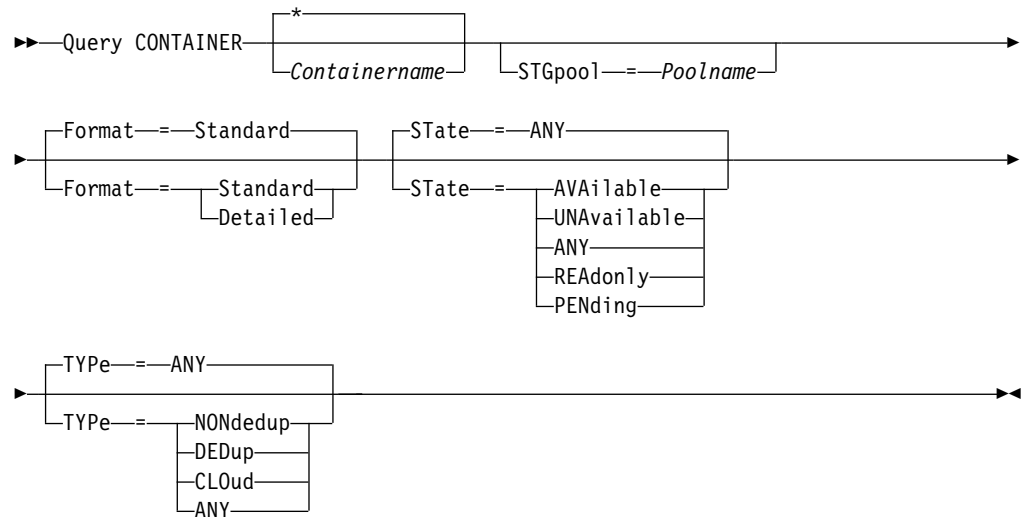 *
Query CONTAINER
Containername
STGpool = Poolname
Format = Standard
Format = Standard
Detailed
STate = ANY
STate = AVAilable
UNAvailable
ANY
REAdonly
PENding
TYPe = ANY
TYPe = NONdedup
DEDup
CLOud
ANY